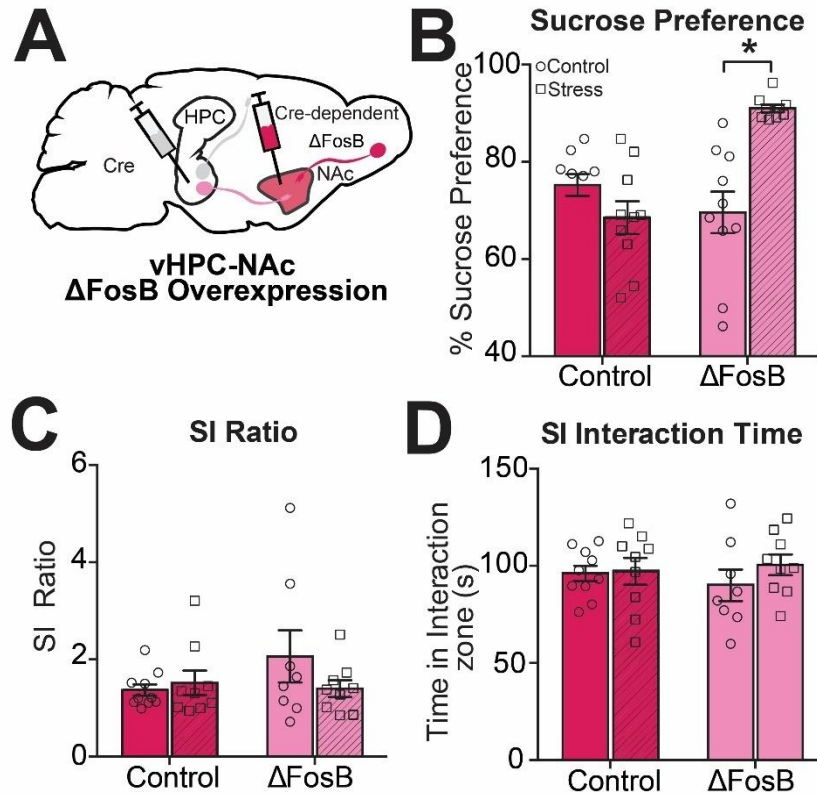 A
HPC
Cre-dependent
ΔFosB
Cre
NAc
vHPC-NAc
ΔFosB Overexpression
B
Sucrose Preference
*
○Control
□Stress
% Sucrose Preference
100
80
60
40
Control
ΔFosB
C
SI Ratio
SI Ratio
6
4
2
0
Control
ΔFosB
D
SI Interaction Time
Time in Interaction
zone (s)
150
100
50
0
Control
ΔFosB